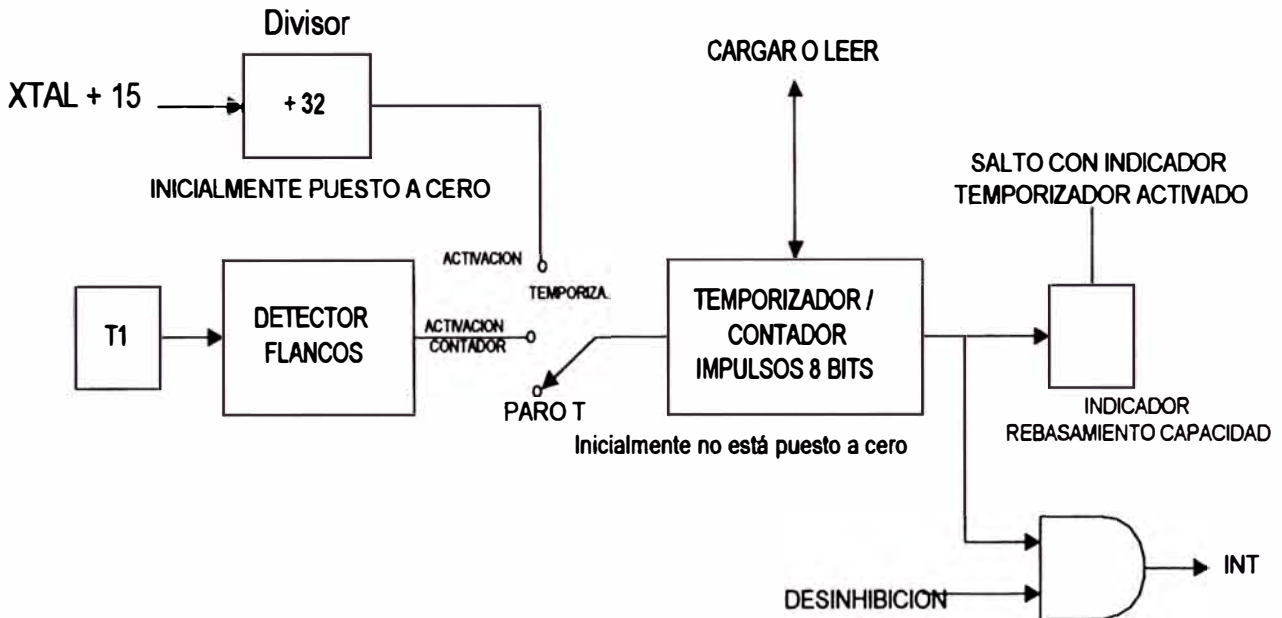 Divisor
XTAL + 15
+ 32
INICIALMENTE PUESTO A CERO
CARGAR O LEER
SALTO CON INDICADOR
TEMPORIZADOR ACTIVADO
ACTIVACION
TEMPORIZA.
T1
DETECTOR
FLANCOS
ACTIVACION
CONTADOR
PARO T
TEMPORIZADOR /
CONTADOR
IMPULSOS 8 BITS
Inicialmente no está puesto a cero
INDICADOR
REBASAMIENTO CAPACIDAD
DESINHIBICION
INT